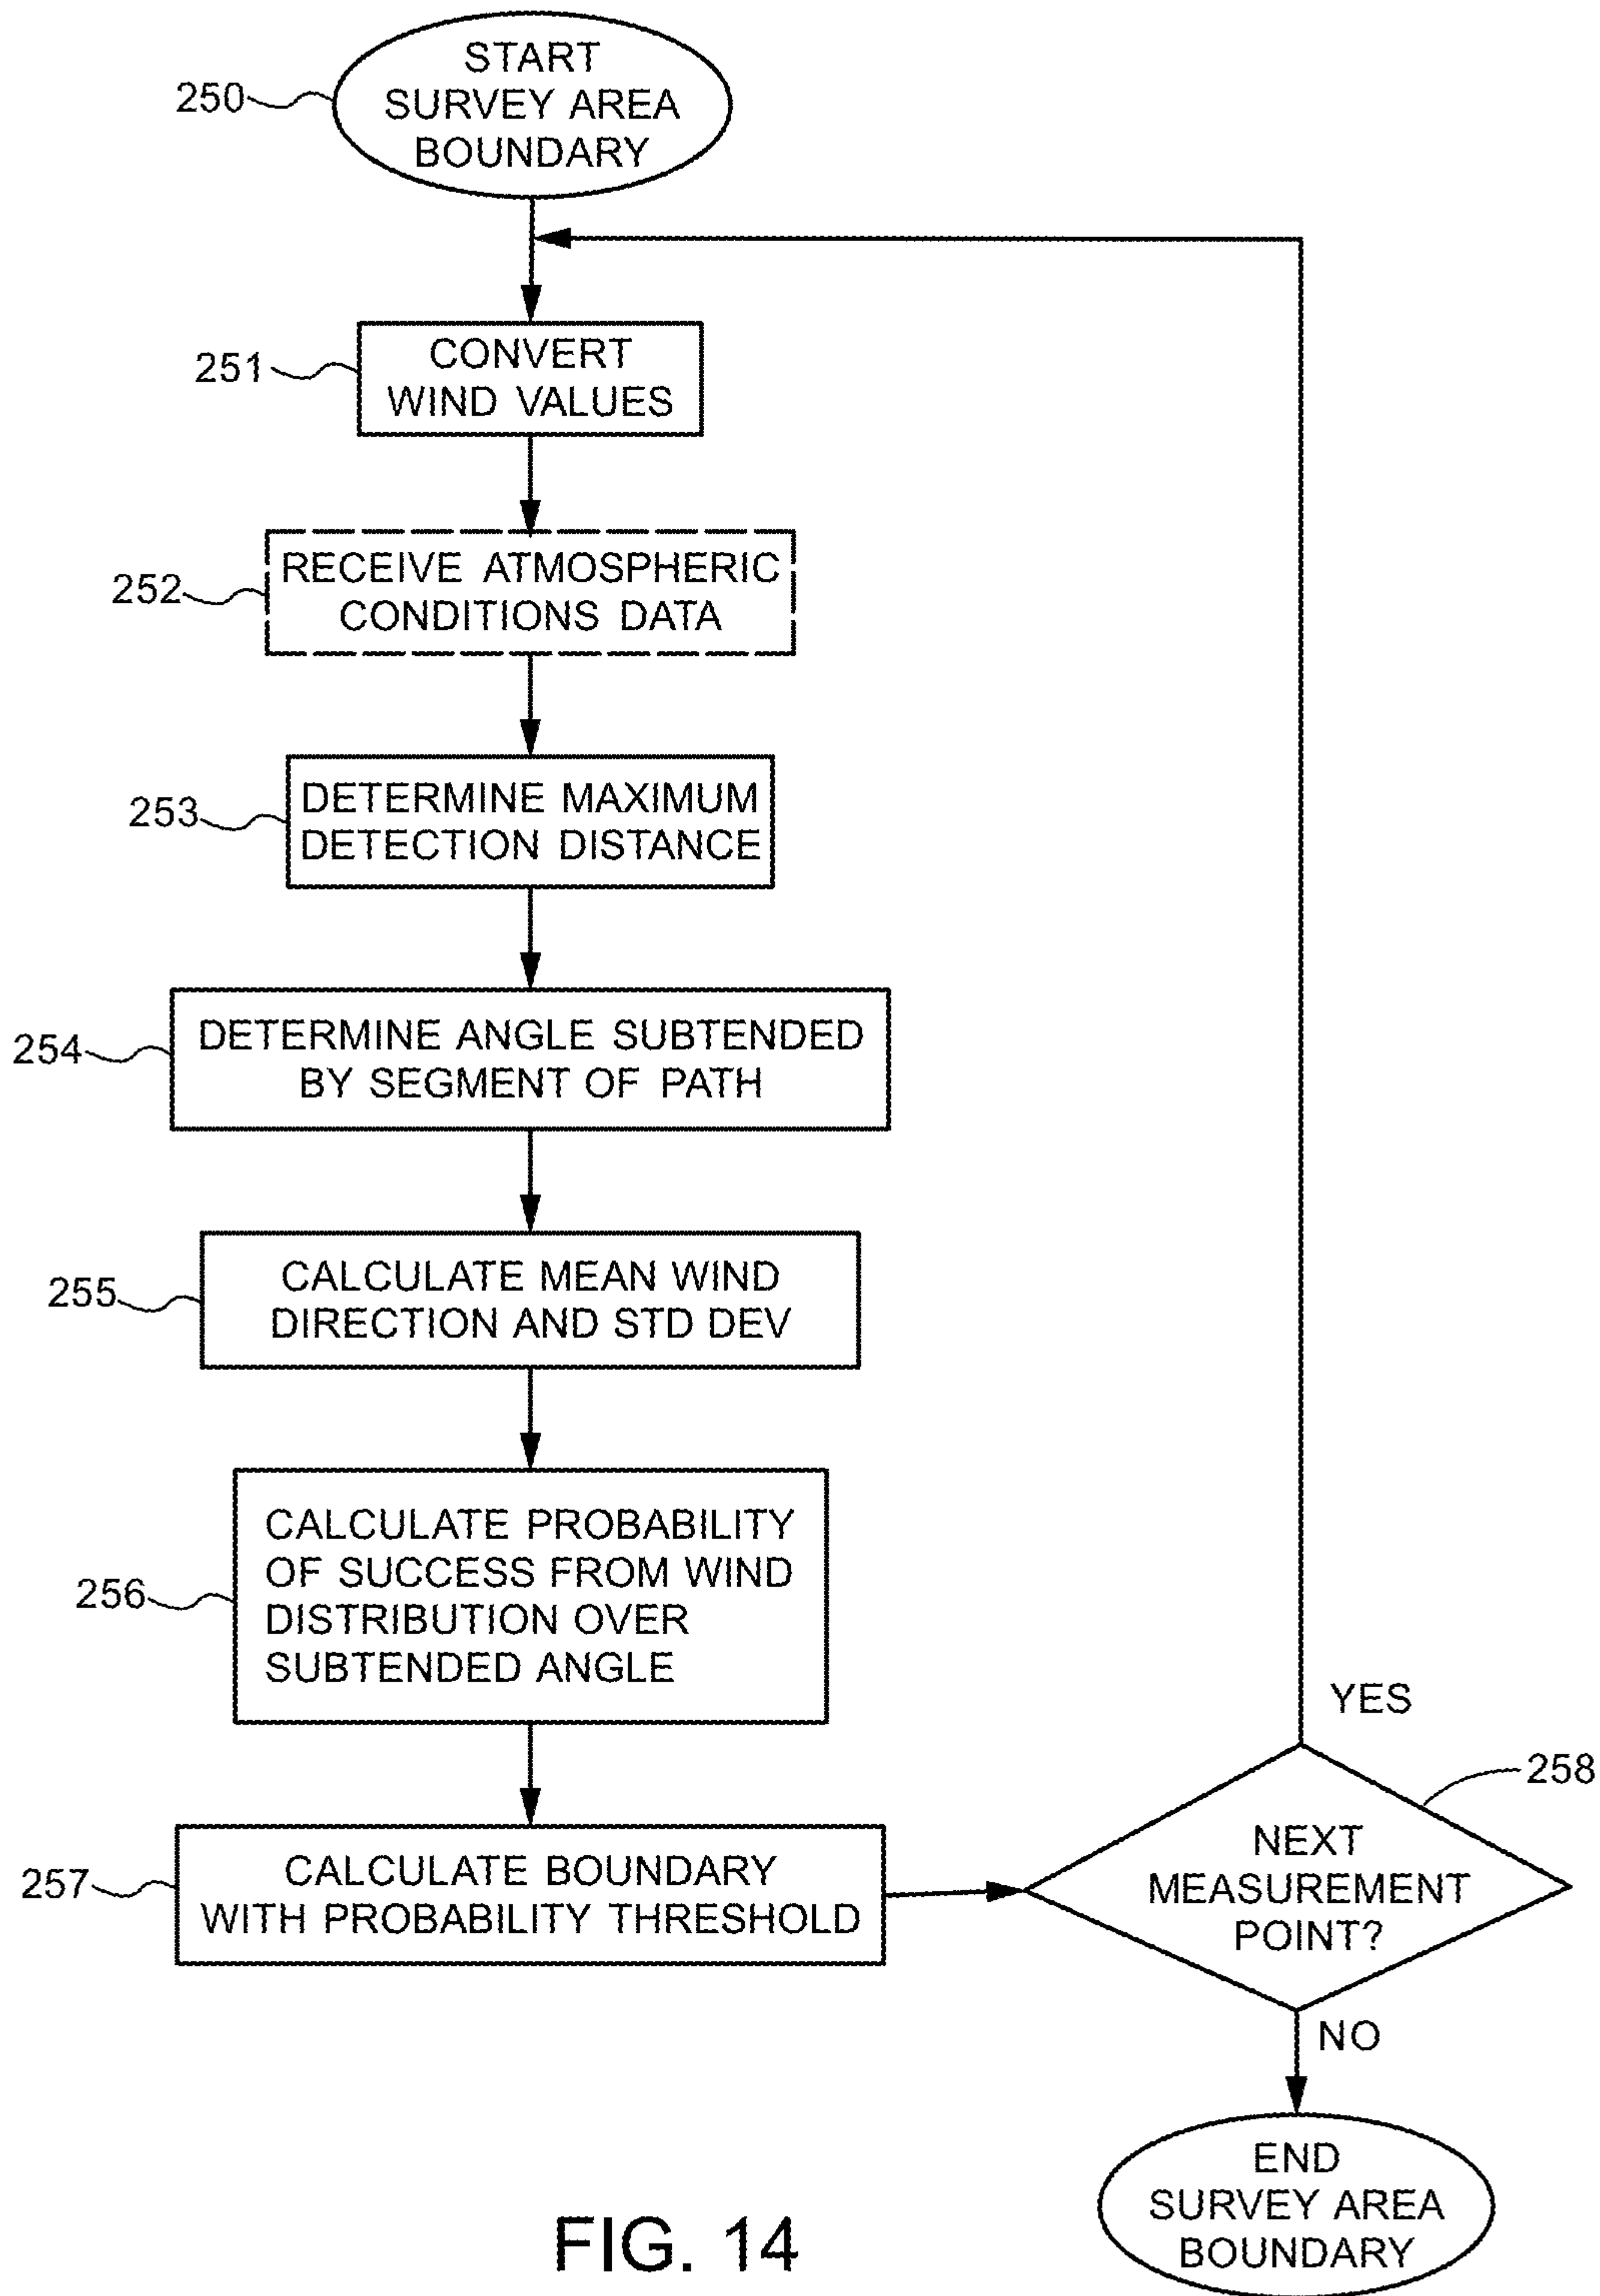 START
SURVEY AREA
BOUNDARY
250
CONVERT
WIND VALUES
251
RECEIVE ATMOSPHERIC
CONDITIONS DATA
252
DETERMINE MAXIMUM
DETECTION DISTANCE
253
DETERMINE ANGLE SUBTENDED
BY SEGMENT OF PATH
254
CALCULATE MEAN WIND
DIRECTION AND STD DEV
255
CALCULATE PROBABILITY
OF SUCCESS FROM WIND
DISTRIBUTION OVER
SUBTENDED ANGLE
256
CALCULATE BOUNDARY
WITH PROBABILITY THRESHOLD
257
YES
258
NEXT
MEASUREMENT
POINT?
NO
END
SURVEY AREA
BOUNDARY
FIG. 14